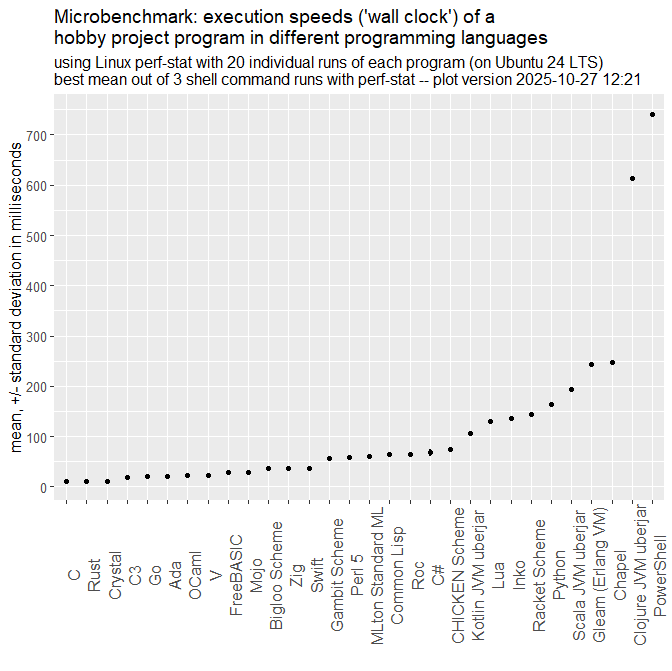 Microbenchmark: execution speeds ('wall clock') of a
hobby project program in different programming languages
using Linux perf-stat with 20 individual runs of each program (on Ubuntu 24 LTS)
best mean out of 3 shell command runs with perf-stat -- plot version 2025-10-27 12:21
mean, +/- standard deviation in milliseconds
700
600
500
400
300
200
100
0
C
Rust
Crystal
C3
Go
Ada
OCaml
V
FreeBASIC
Mojo
Bigloo Scheme
Zig
Swift
Gambit Scheme
Perl 5
MLton Standard ML
Common Lisp
Roc
C#
CHICKEN Scheme
Kotlin JVM uberjar
Lua
Inko
Racket Scheme
Python
Scala JVM uberjar
Gleam (Erlang VM)
Chapel
Clojure JVM uberjar
PowerShell